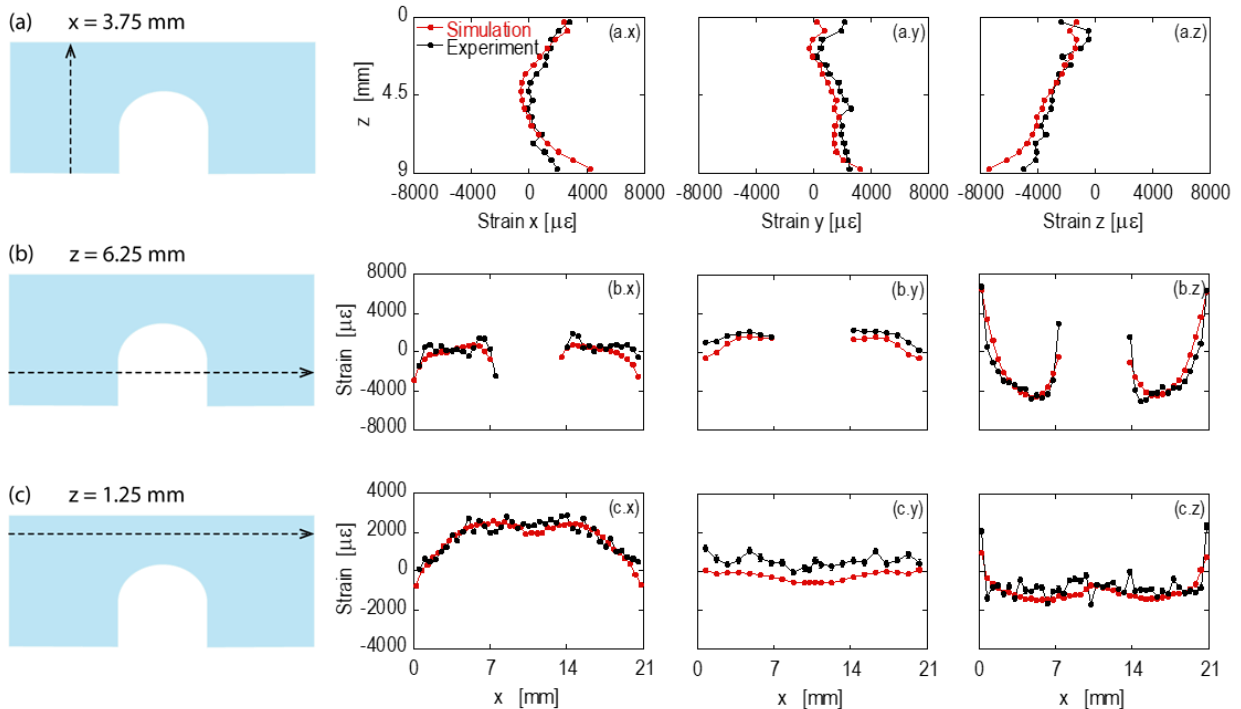 (a) x = 3.75 mm
0
4.5
9
z [mm]
Simulation
Experiment
(a.x)
(a.y)
(a.z)
-8000 -4000 0 4000 8000
-8000 -4000 0 4000 8000
-8000 -4000 0 4000 8000
Strain x [με]
Strain y [με]
Strain z [με]
(b) z = 6.25 mm
8000
4000
0
-4000
-8000
Strain [με]
(b.x)
(b.y)
(b.z)
(c) z = 1.25 mm
4000
2000
0
-2000
-4000
Strain [με]
(c.x)
(c.y)
(c.z)
0 7 14 21
0 7 14 21
0 7 14 21
x [mm]
x [mm]
x [mm]